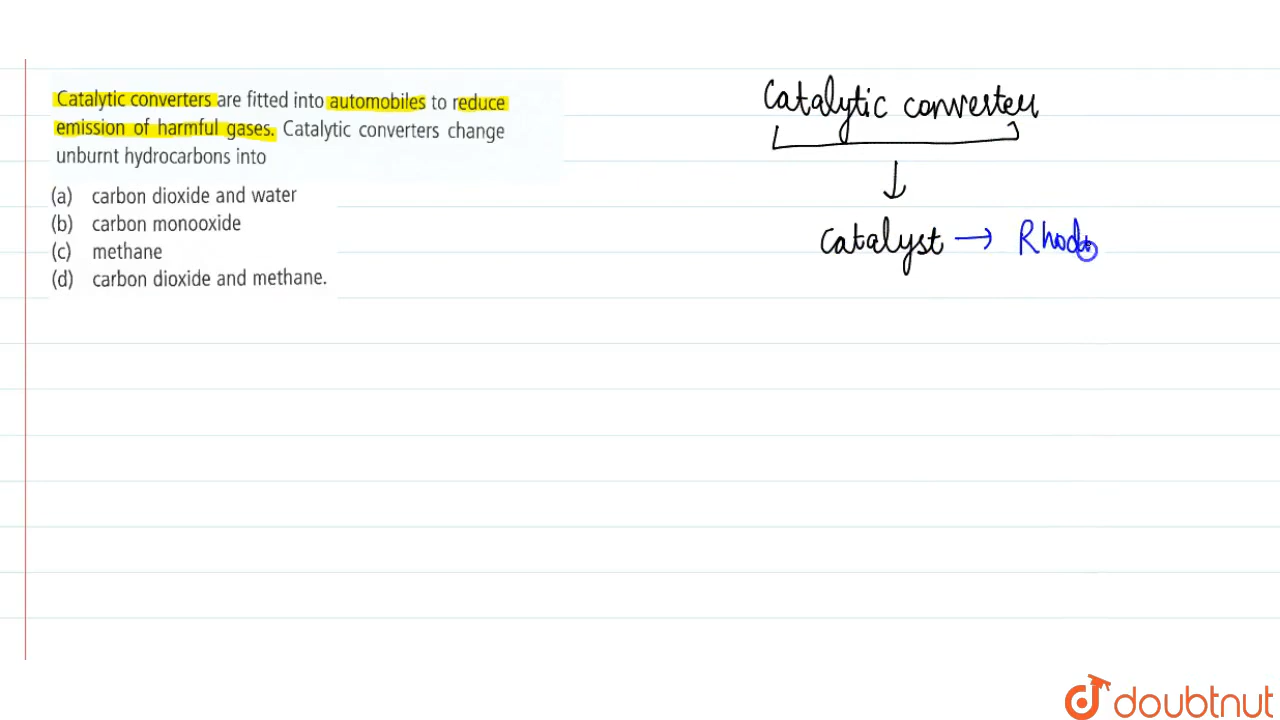 Catalytic converters are fitted into automobiles to reduce
emission of harmful gases. Catalytic converters change
unburnt hydrocarbons into
(a) carbon dioxide and water
(b) carbon monooxide
(c) methane
(d) carbon dioxide and methane.
Catalytic converter
↓
Catalyst → Rhodi
doubtnut